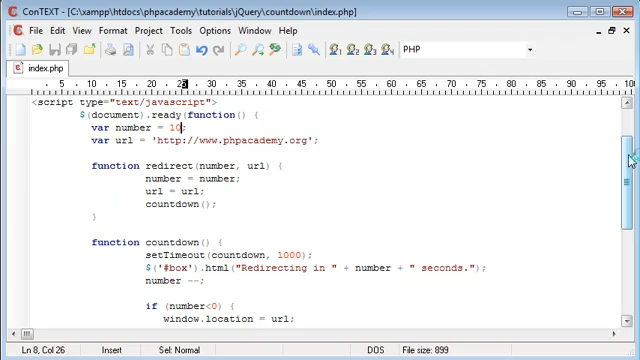 ConTEXT - [C:\xampp\htdocs\phpacademy\tutorials\jQuery\countdown\index.php]
File Edit View Format Project Tools Options Window Help
PHP
index.php
0 5 10 15 20 25 30 35 40 45 50 55 60 65 70 75 80 85 90 95 100
<script type="text/javascript">
$(document).ready(function() {
var number = 10;
var url = 'http://www.phpacademy.org';
function redirect(number, url) {
number = number;
url = url;
countdown();
}
function countdown() {
setTimeout(countdown, 1000);
$('#box').html("Redirecting in " + number + " seconds.");
number --;
if (number<0) {
window.location = url;
Ln 8, Col 26 Insert Sel: Normal DOS File size: 899